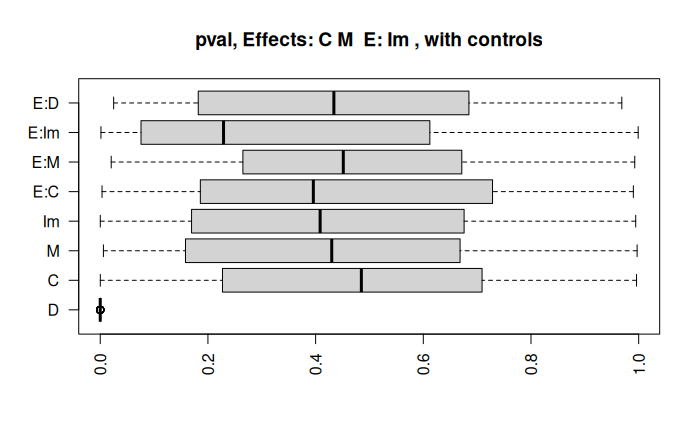 pval, Effects: C M  E: Im , with controls
E:D
E:Im
E:M
E:C
Im
M
C
D
0.0 0.2 0.4 0.6 0.8 1.0